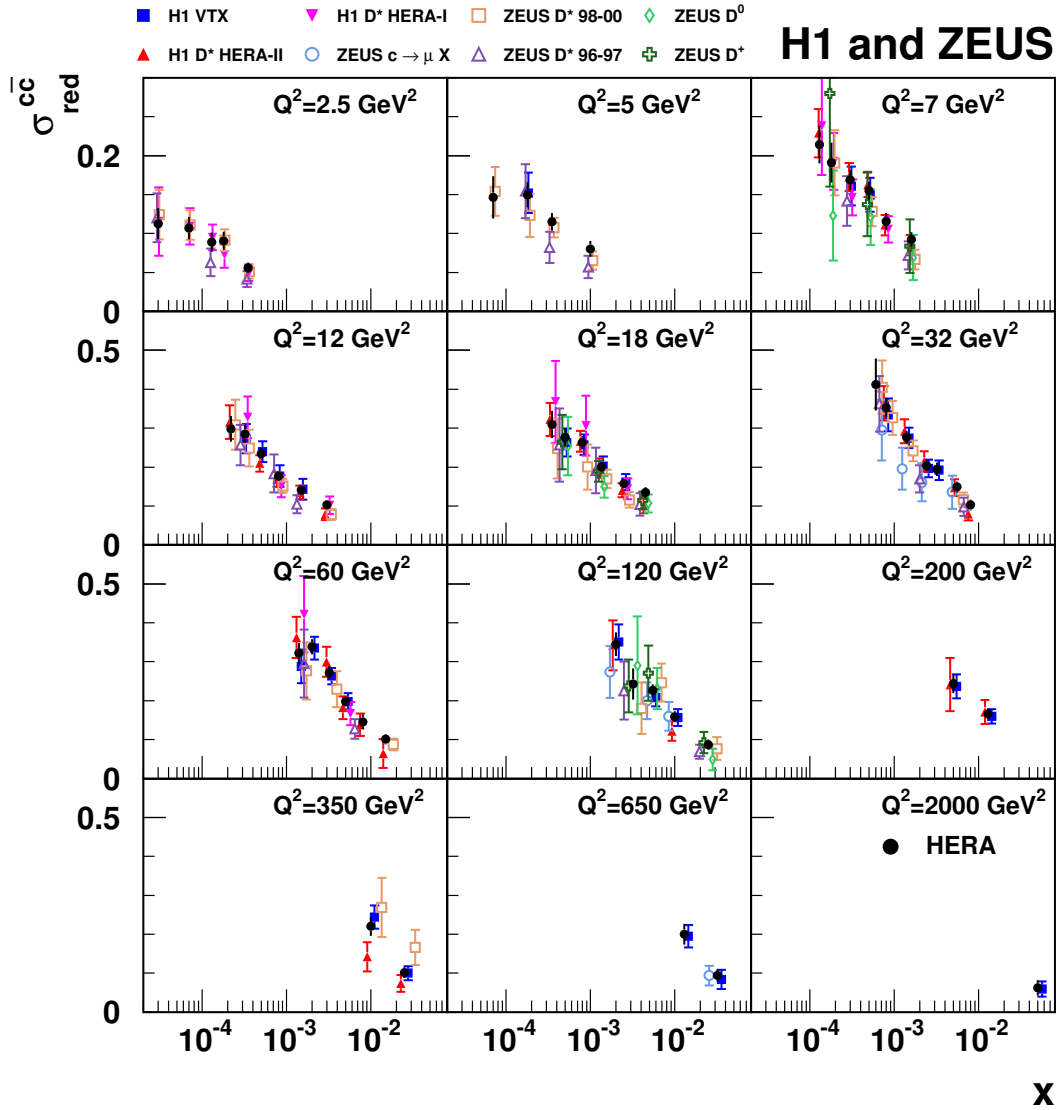 H1 VTX H1 D* HERA-I ZEUS D* 98-00 ZEUS D⁰
H1 D* HERA-II ZEUS c → μ X ZEUS D* 96-97 ZEUS D⁺
H1 and ZEUS
σ red cc̄
Q²=2.5 GeV² Q²=5 GeV² Q²=7 GeV²
0.2
0
Q²=12 GeV² Q²=18 GeV² Q²=32 GeV²
0.5
0
Q²=60 GeV² Q²=120 GeV² Q²=200 GeV²
0.5
0
Q²=350 GeV² Q²=650 GeV² Q²=2000 GeV²
0.5
HERA
0
10⁻⁴ 10⁻³ 10⁻² 10⁻⁴ 10⁻³ 10⁻² 10⁻⁴ 10⁻³ 10⁻²
x